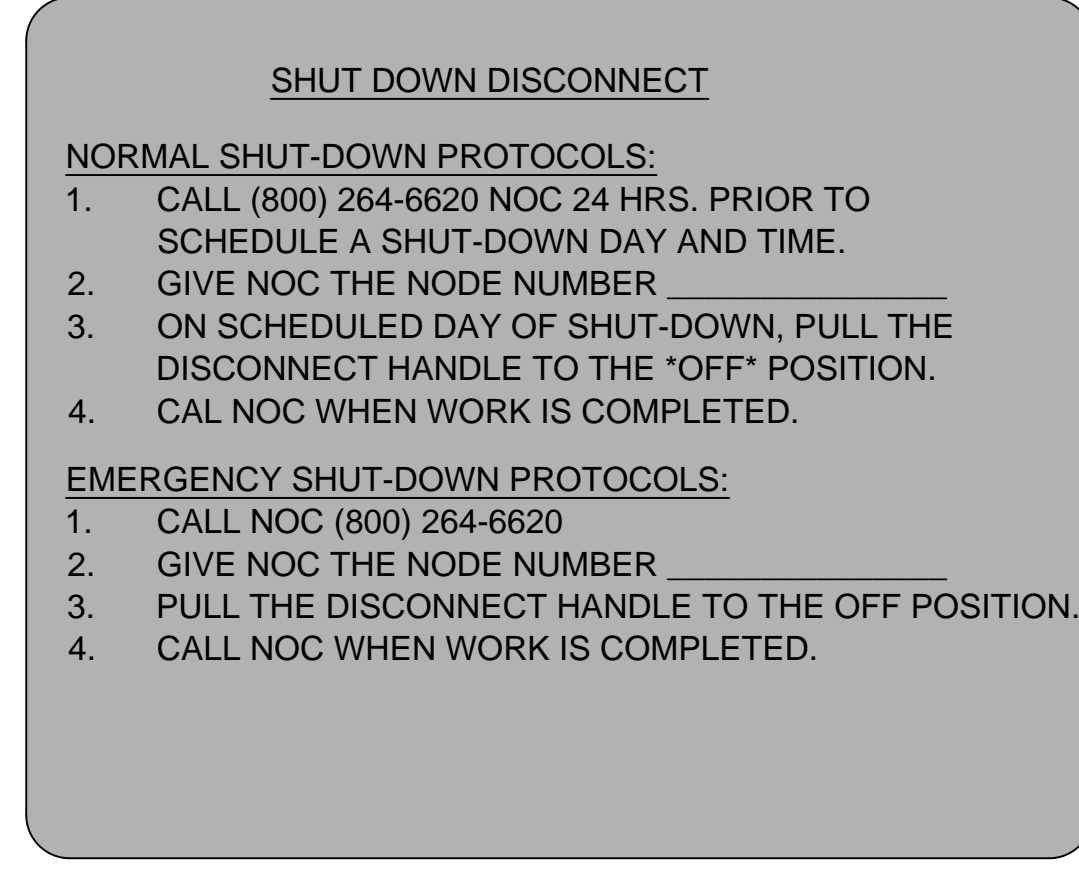 SHUT DOWN DISCONNECT
NORMAL SHUT-DOWN PROTOCOLS:
1. CALL (800) 264-6620 NOC 24 HRS. PRIOR TO
SCHEDULE A SHUT-DOWN DAY AND TIME.
2. GIVE NOC THE NODE NUMBER _______________
3. ON SCHEDULED DAY OF SHUT-DOWN, PULL THE
DISCONNECT HANDLE TO THE *OFF* POSITION.
4. CAL NOC WHEN WORK IS COMPLETED.
EMERGENCY SHUT-DOWN PROTOCOLS:
1. CALL NOC (800) 264-6620
2. GIVE NOC THE NODE NUMBER _______________
3. PULL THE DISCONNECT HANDLE TO THE OFF POSITION.
4. CALL NOC WHEN WORK IS COMPLETED.